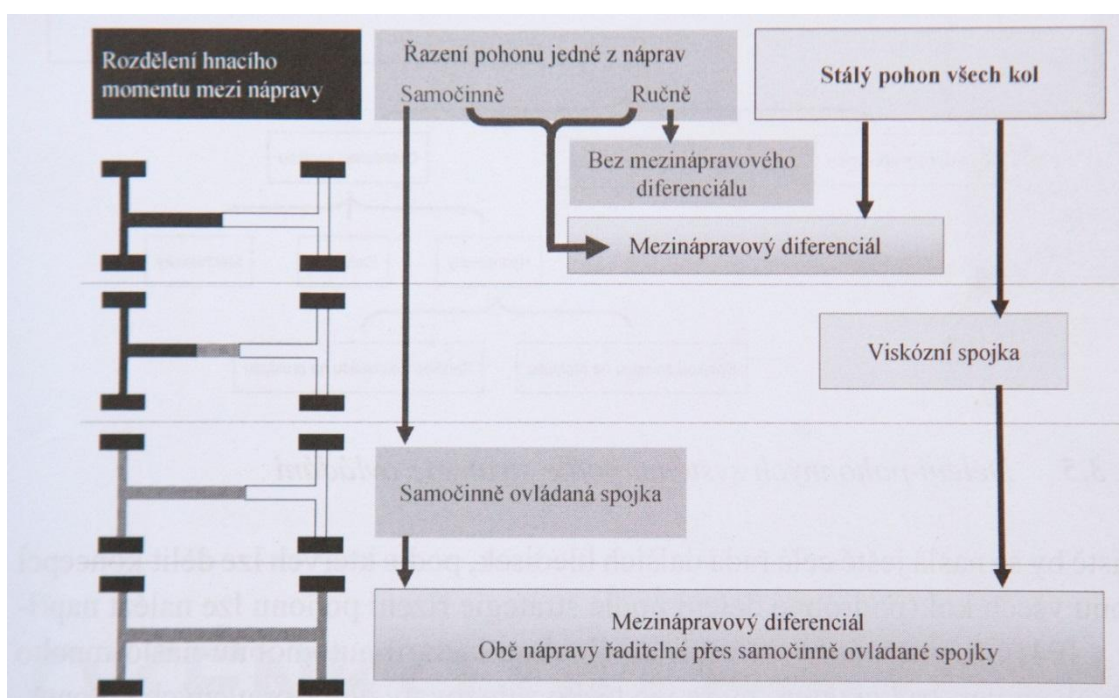 Rozdělení hnacího
momentu mezi nápravy
Řazení pohonu jedné z náprav
Samočinně
Ručně
Stálý pohon všech kol
Bez mezinápravového
diferenciálu
Mezinápravový diferenciál
Viskózní spojka
Samočinně ovládaná spojka
Mezinápravový diferenciál
Obě nápravy řaditelné přes samočinně ovládané spojky